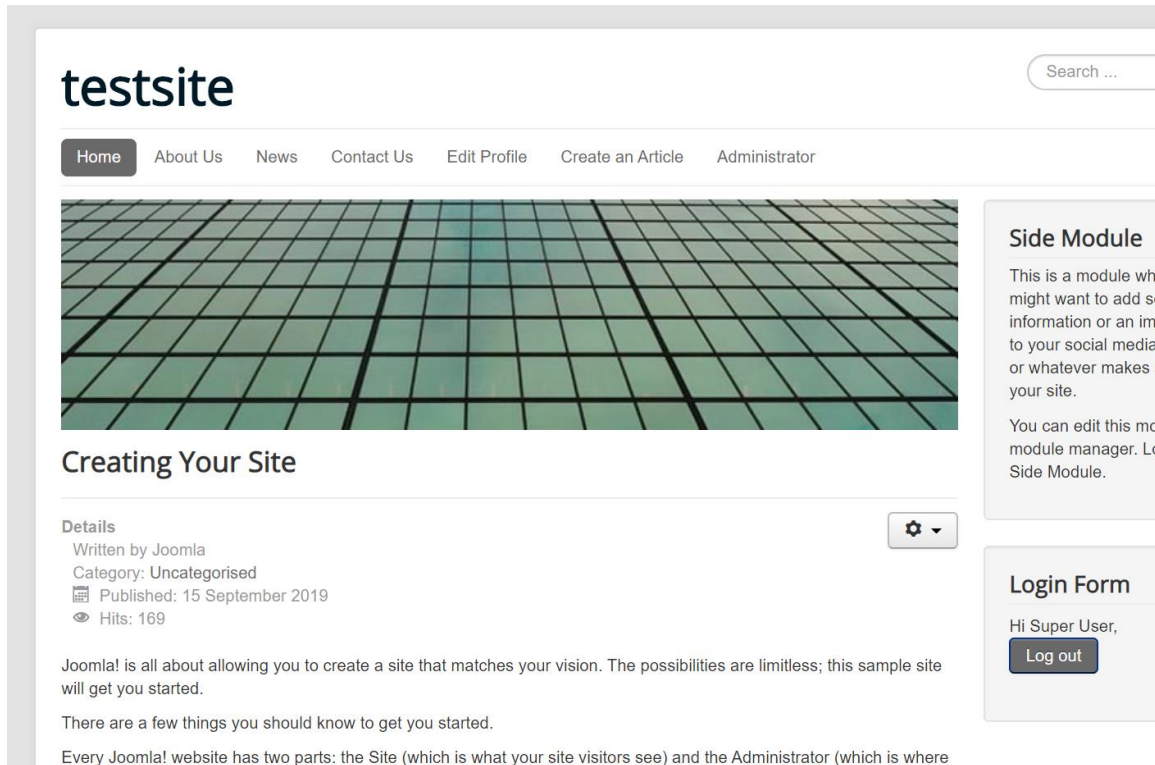 testsite
Search ...
Home About Us News Contact Us Edit Profile Create an Article Administrator
Creating Your Site
Details
Written by Joomla
Category: Uncategorised
Published: 15 September 2019
Hits: 169
Joomla! is all about allowing you to create a site that matches your vision. The possibilities are limitless; this sample site
will get you started.
There are a few things you should know to get you started.
Every Joomla! website has two parts: the Site (which is what your site visitors see) and the Administrator (which is where
Side Module
This is a module
might want to add
information or an
to your social media
or whatever makes
your site.
You can edit this
module manager.
Side Module.
Login Form
Hi Super User,
Log out